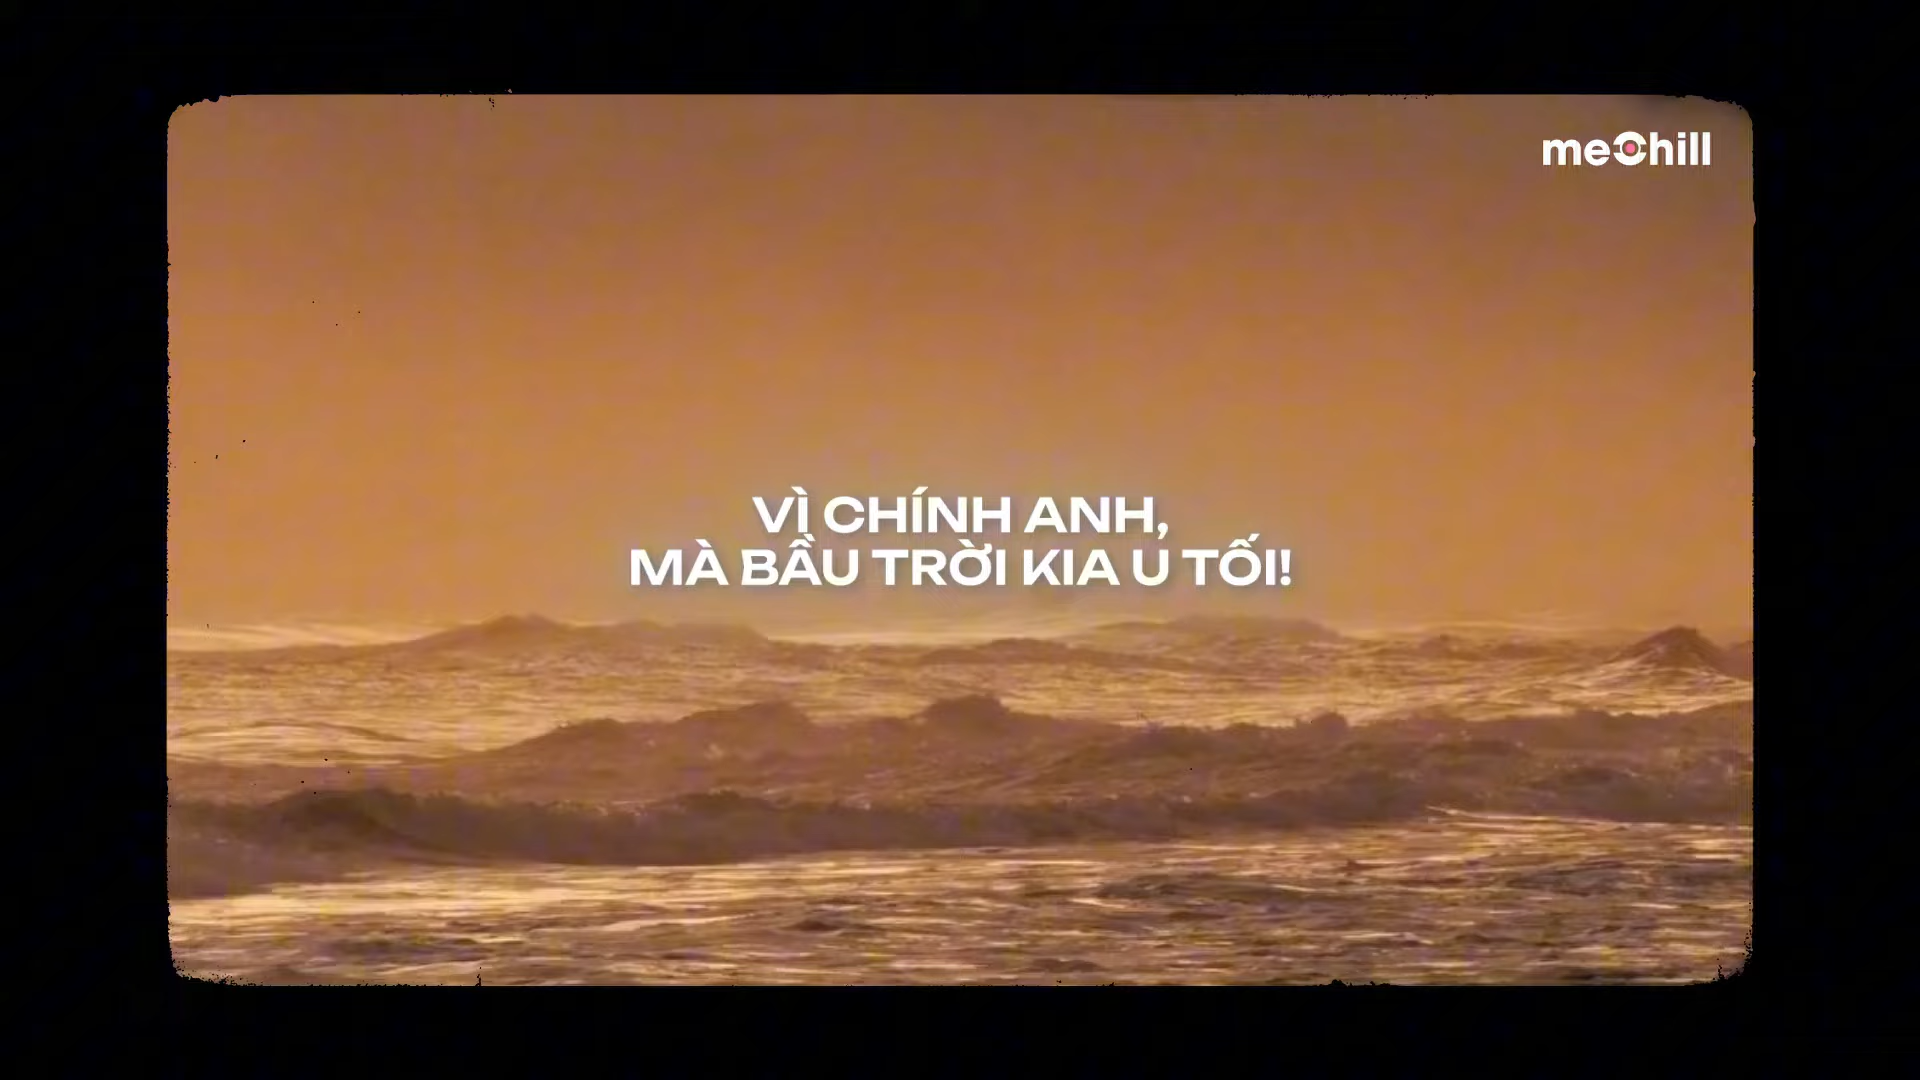 meChill
VÌ CHÍNH ANH,
MÀ BẦU TRỜI KIA U TỐI!